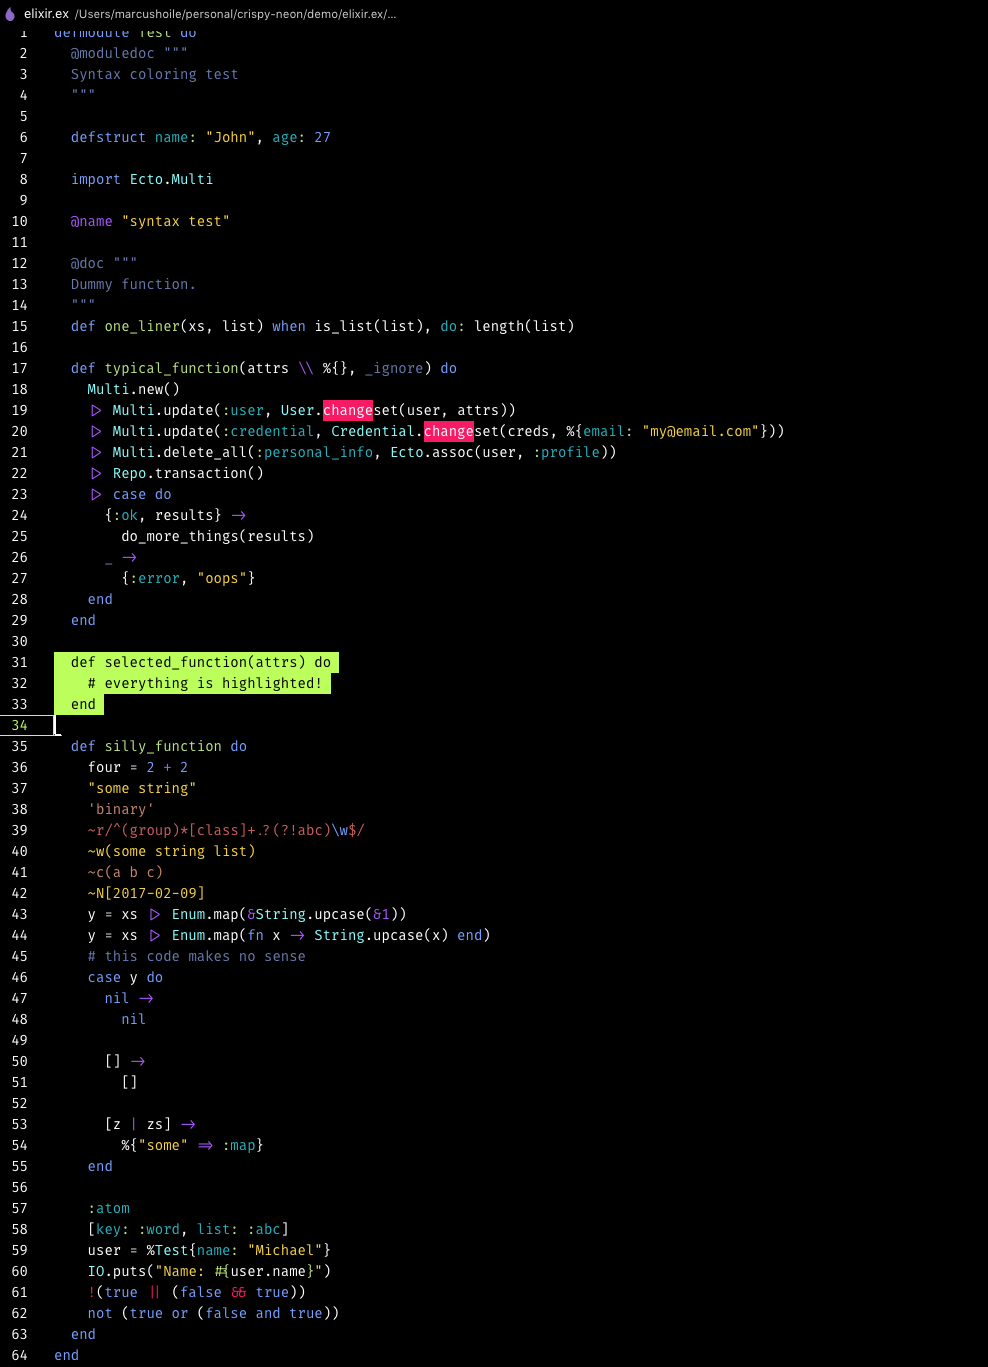 elixir.ex /Users/marcushoile/personal/crispy-neon/demo/elixir.ex/...
1 defmodule Test do
2 @moduledoc """
3 Syntax coloring test
4 """
5
6 defstruct name: "John", age: 27
7
8 import Ecto.Multi
9
10 @name "syntax test"
11
12 @doc """
13 Dummy function.
14 """
15 def one_liner(xs, list) when is_list(list), do: length(list)
16
17 def typical_function(attrs \\ %{}, _ignore) do
18 Multi.new()
19 |> Multi.update(:user, User.changeset(user, attrs))
20 |> Multi.update(:credential, Credential.changeset(creds, %{email: "my@email.com"}))
21 |> Multi.delete_all(:personal_info, Ecto.assoc(user, :profile))
22 |> Repo.transaction()
23 |> case do
24 {:ok, results} ->
25 do_more_things(results)
26 _ ->
27 {:error, "oops"}
28 end
29 end
30
31 def selected_function(attrs) do
32 # everything is highlighted!
33 end
34
35 def silly_function do
36 four = 2 + 2
37 "some string"
38 'binary'
39 ~r/^(group)*[class]+.?(?!abc)\w$/
40 ~w(some string list)
41 ~c(a b c)
42 ~N[2017-02-09]
43 y = xs |> Enum.map(&String.upcase(&1))
44 y = xs |> Enum.map(fn x -> String.upcase(x) end)
45 # this code makes no sense
46 case y do
47 nil ->
48 nil
49
50 [] ->
51 []
52
53 [z | zs] ->
54 %{"some" => :map}
55 end
56
57 :atom
58 [key: :word, list: :abc]
59 user = %Test{name: "Michael"}
60 IO.puts("Name: #{user.name}")
61 !(true || (false && true))
62 not (true or (false and true))
63 end
64 end